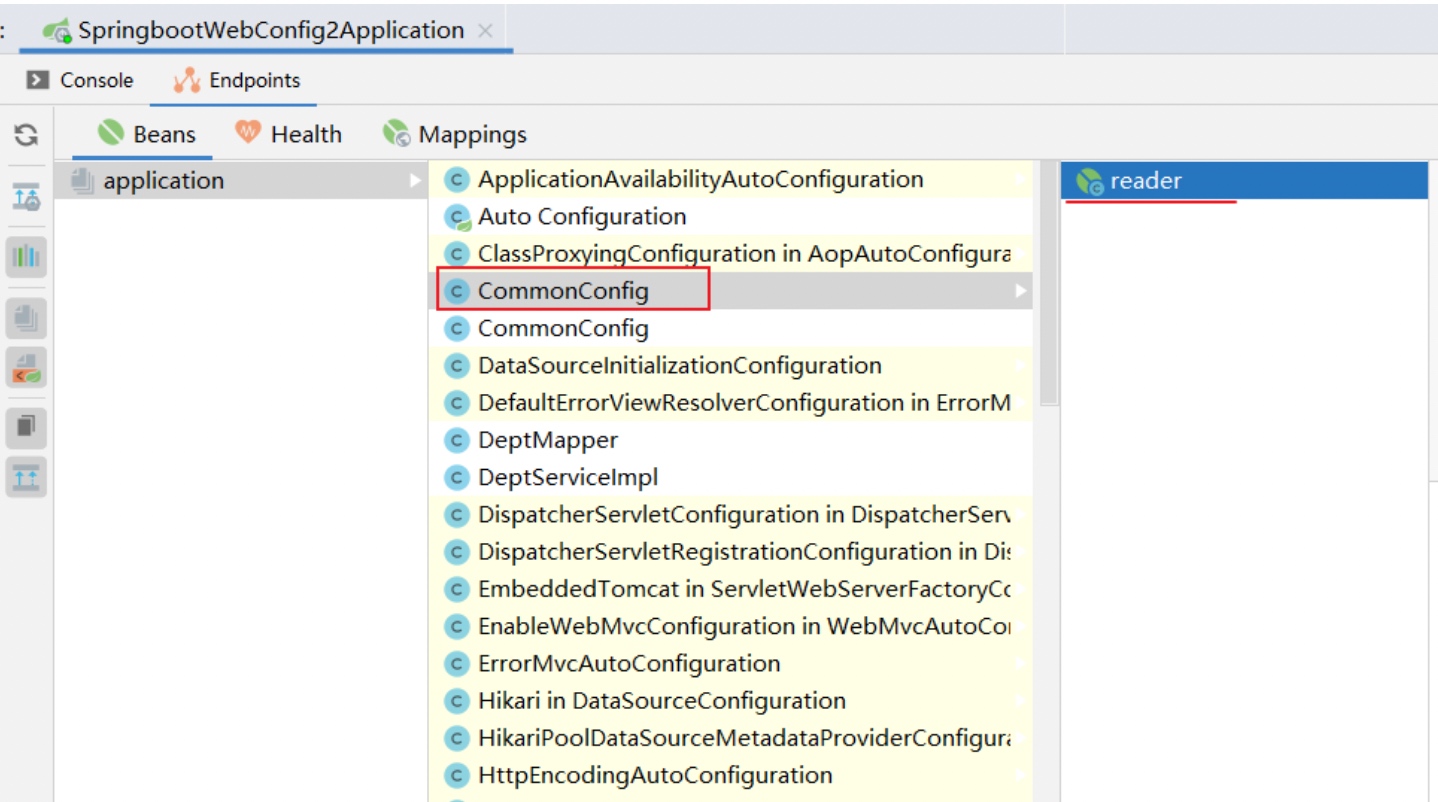 : SpringbootWebConfig2Application
Console Endpoints
Beans Health Mappings
application
ApplicationAvailabilityAutoConfiguration
Auto Configuration
ClassProxyingConfiguration in AopAutoConfigura
CommonConfig
CommonConfig
DataSourceInitializationConfiguration
DefaultErrorViewResolverConfiguration in ErrorM
DeptMapper
DeptServiceImpl
DispatcherServletConfiguration in DispatcherServ
DispatcherServletRegistrationConfiguration in Dis
EmbeddedTomcat in ServletWebServerFactoryCo
EnableWebMvcConfiguration in WebMvcAutoCon
ErrorMvcAutoConfiguration
Hikari in DataSourceConfiguration
HikariPoolDataSourceMetadataProviderConfigura
HttpEncodingAutoConfiguration
reader